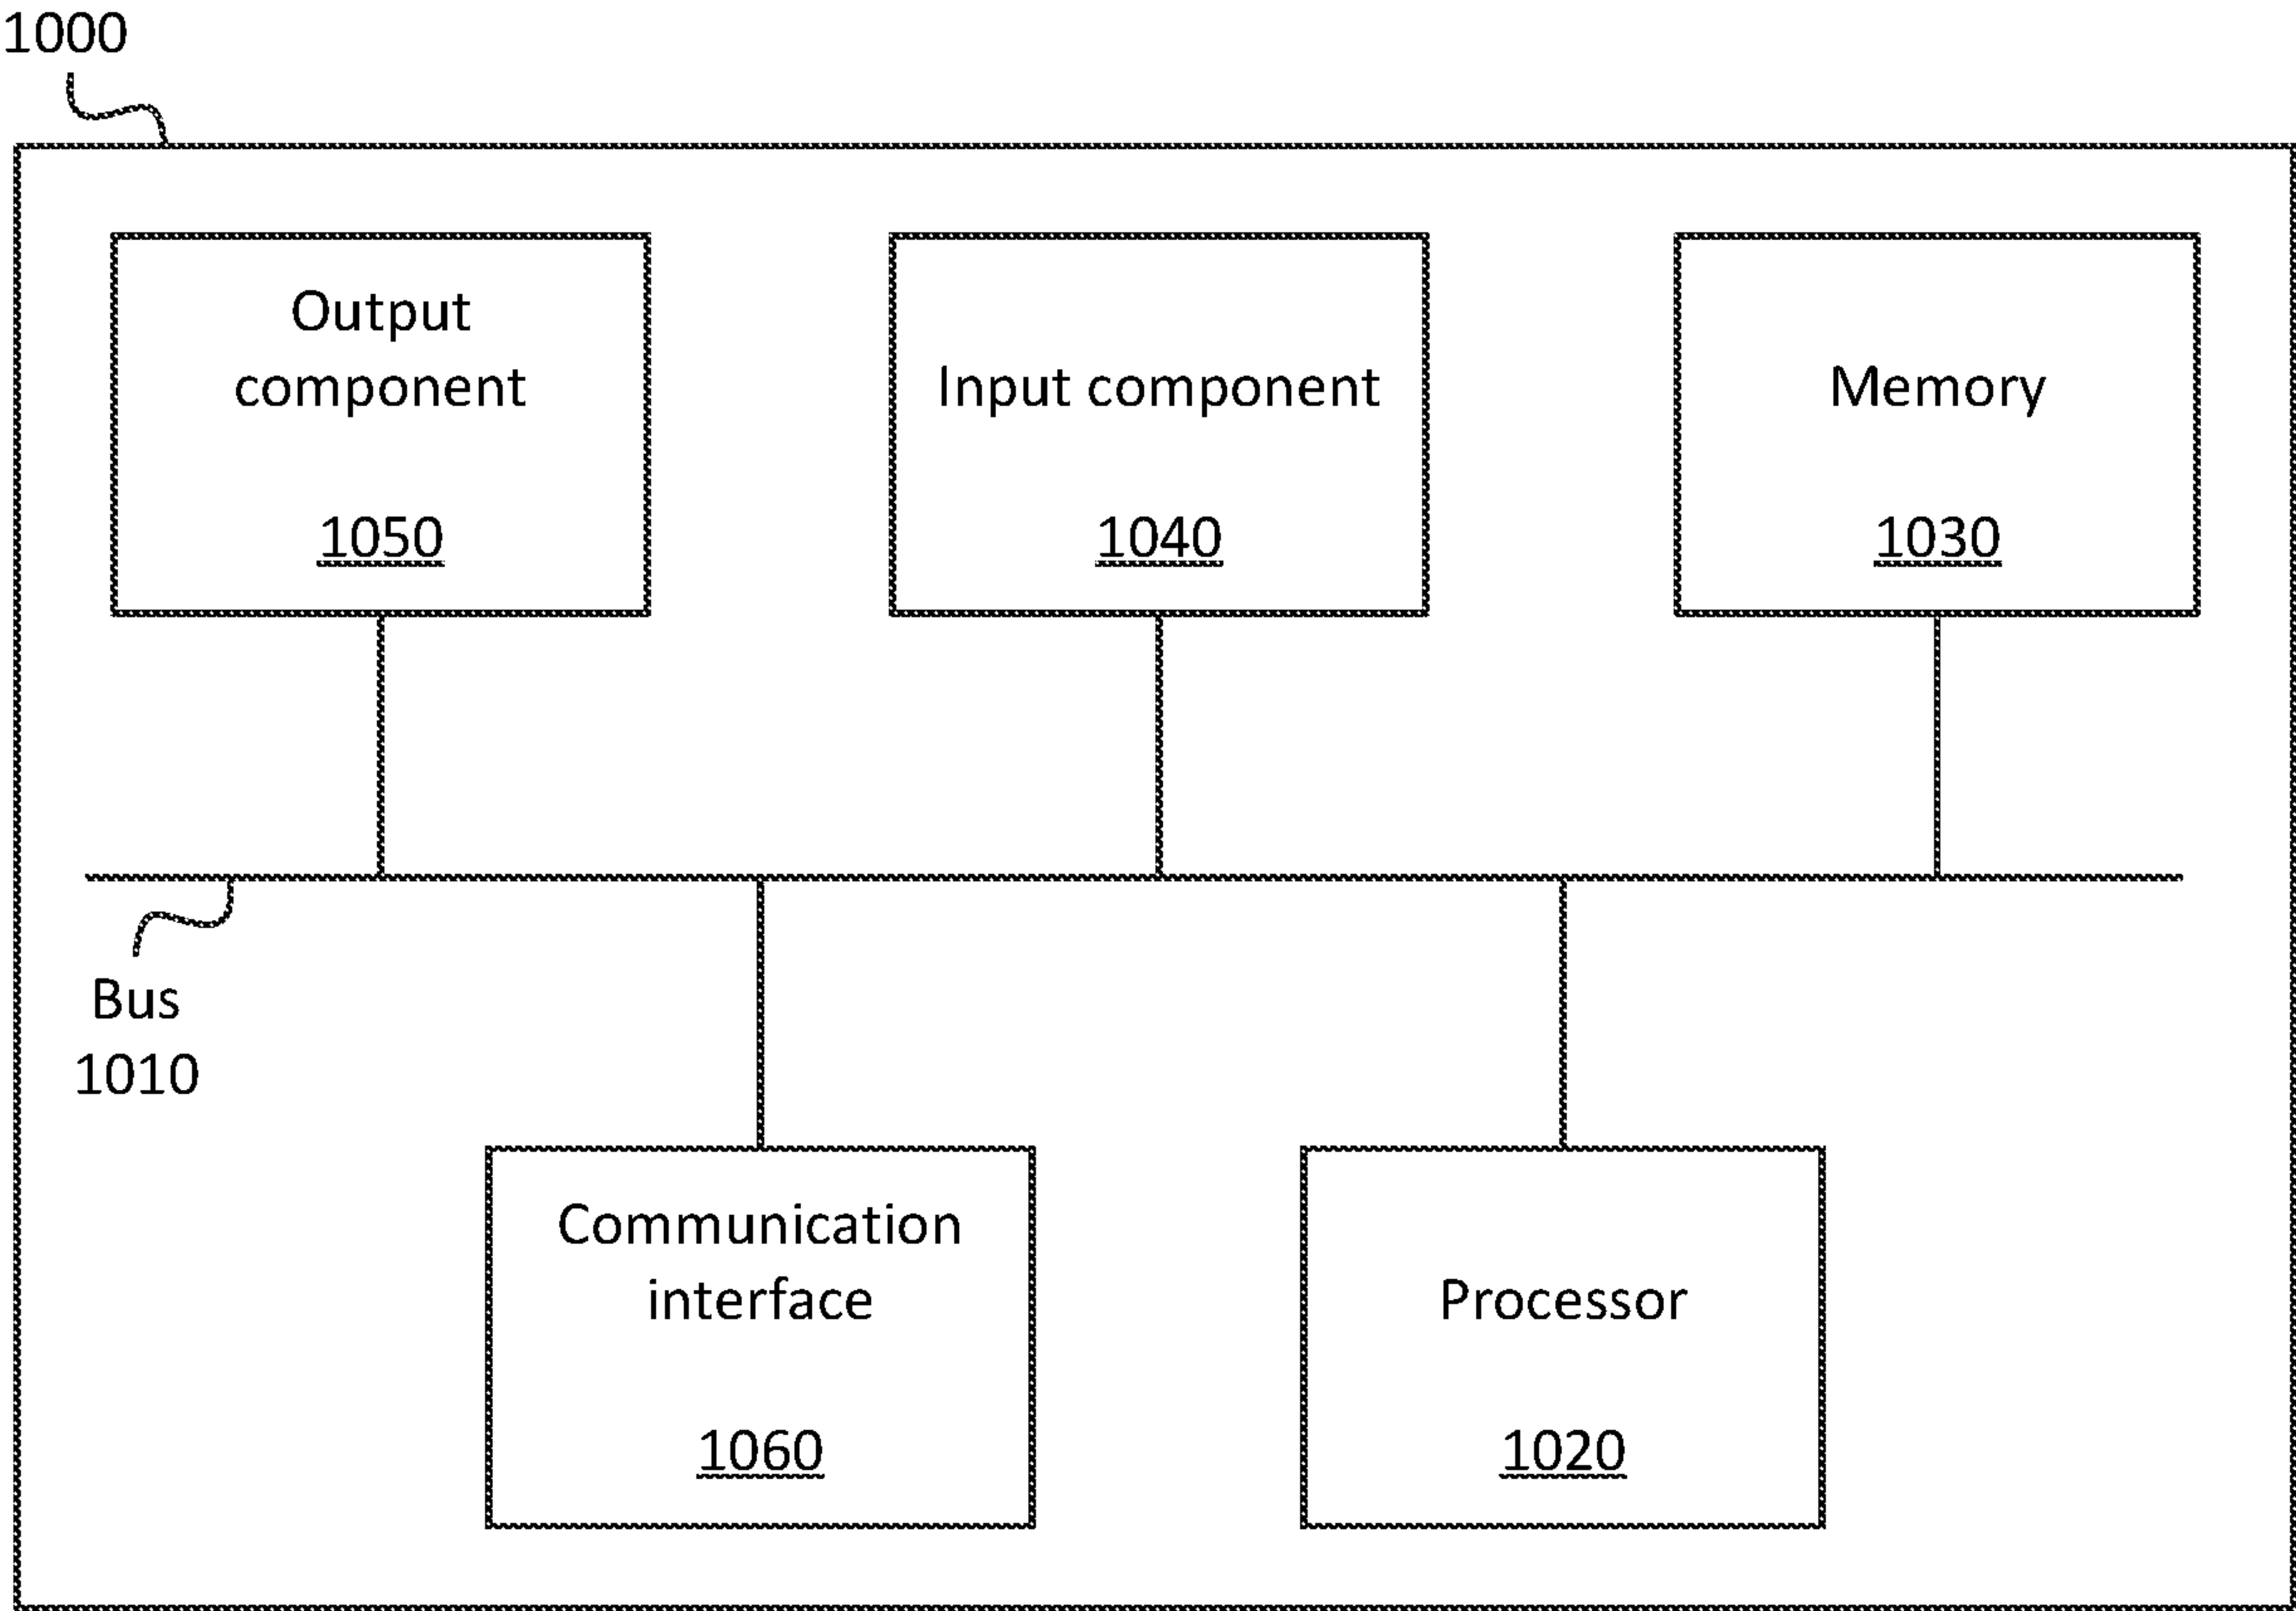 1000
Output
component
1050
Input component
1040
Memory
1030
Bus
1010
Communication
interface
1060
Processor
1020